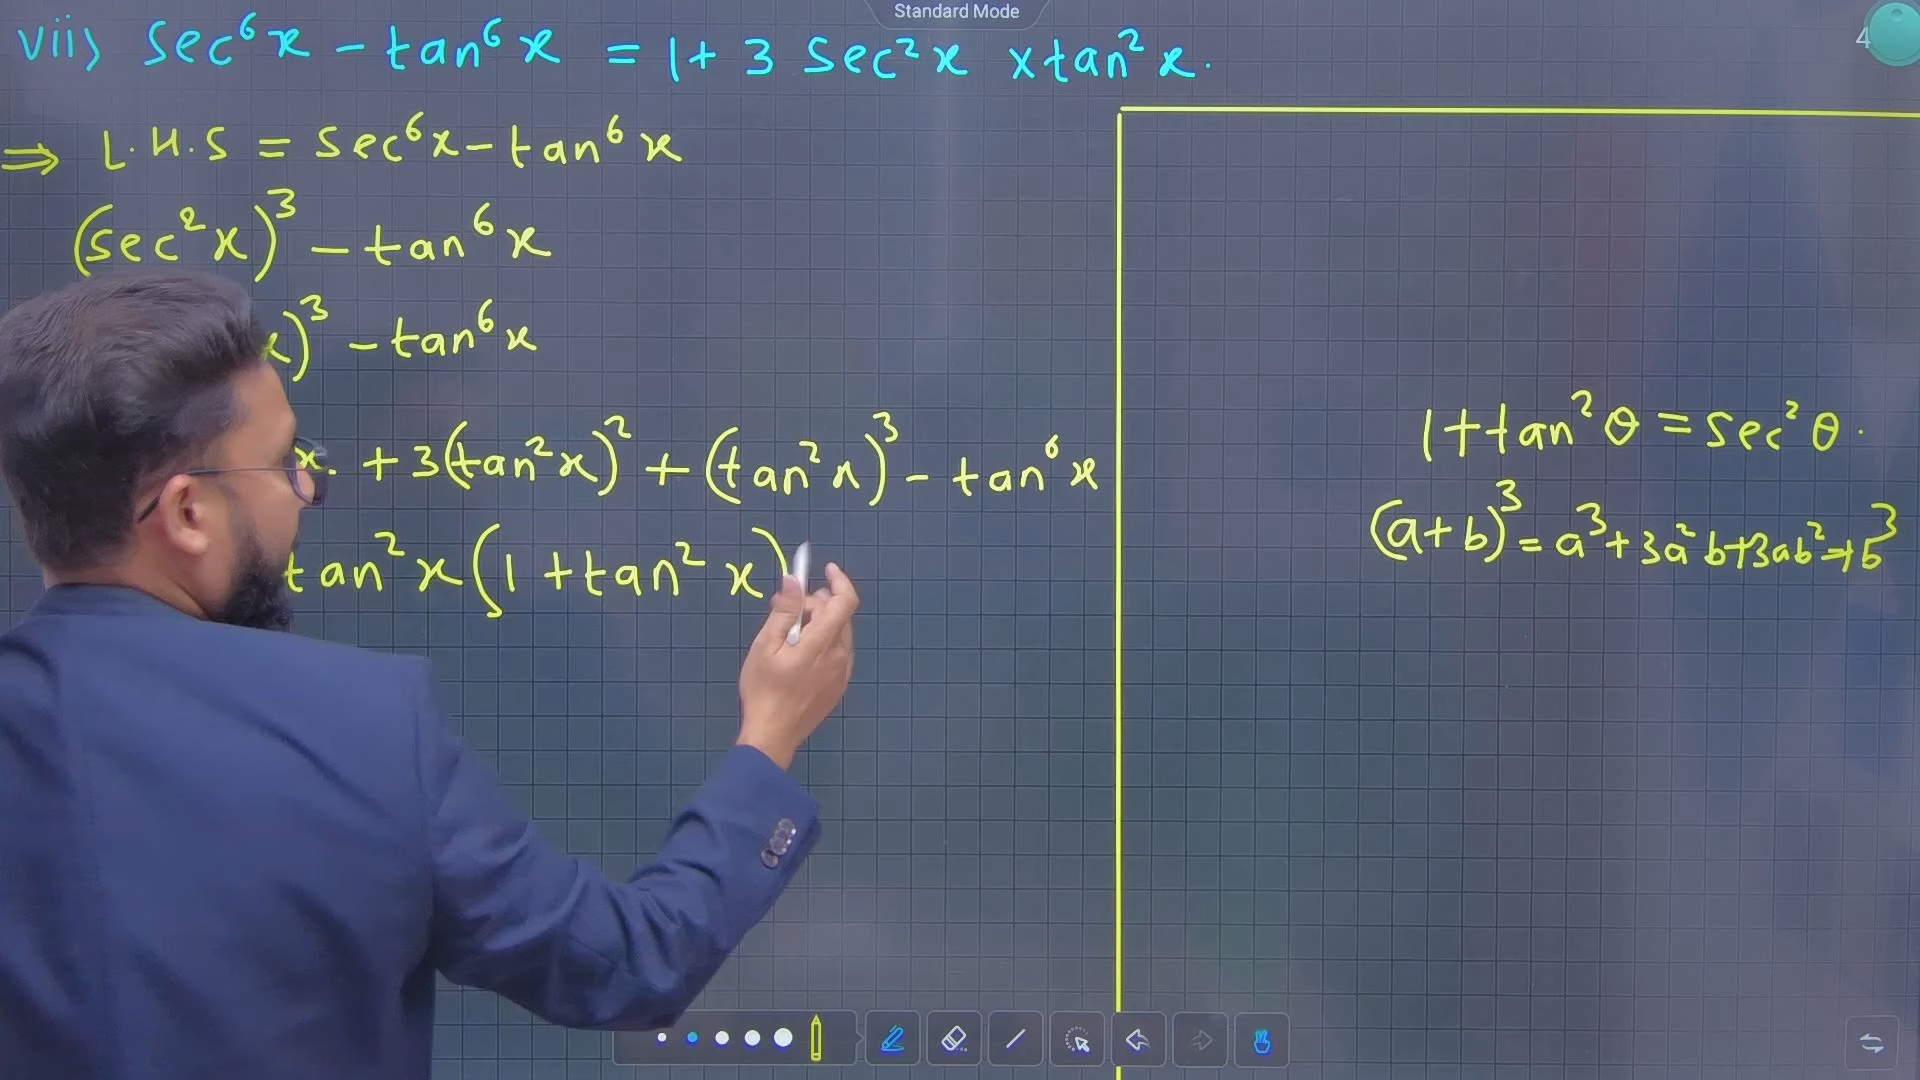 Standard Mode
4
vii) sec⁶x - tan⁶x = 1 + 3 sec²x × tan²x.
⇒ L.H.S = sec⁶x - tan⁶x
(sec²x)³ - tan⁶x
x)³ - tan⁶x
x. + 3(tan²x)² + (tan²x)³ - tan⁶x
tan²x(1 + tan²x)
1 + tan²θ = sec²θ.
(a+b)³ = a³ + 3a²b + 3ab² + b³